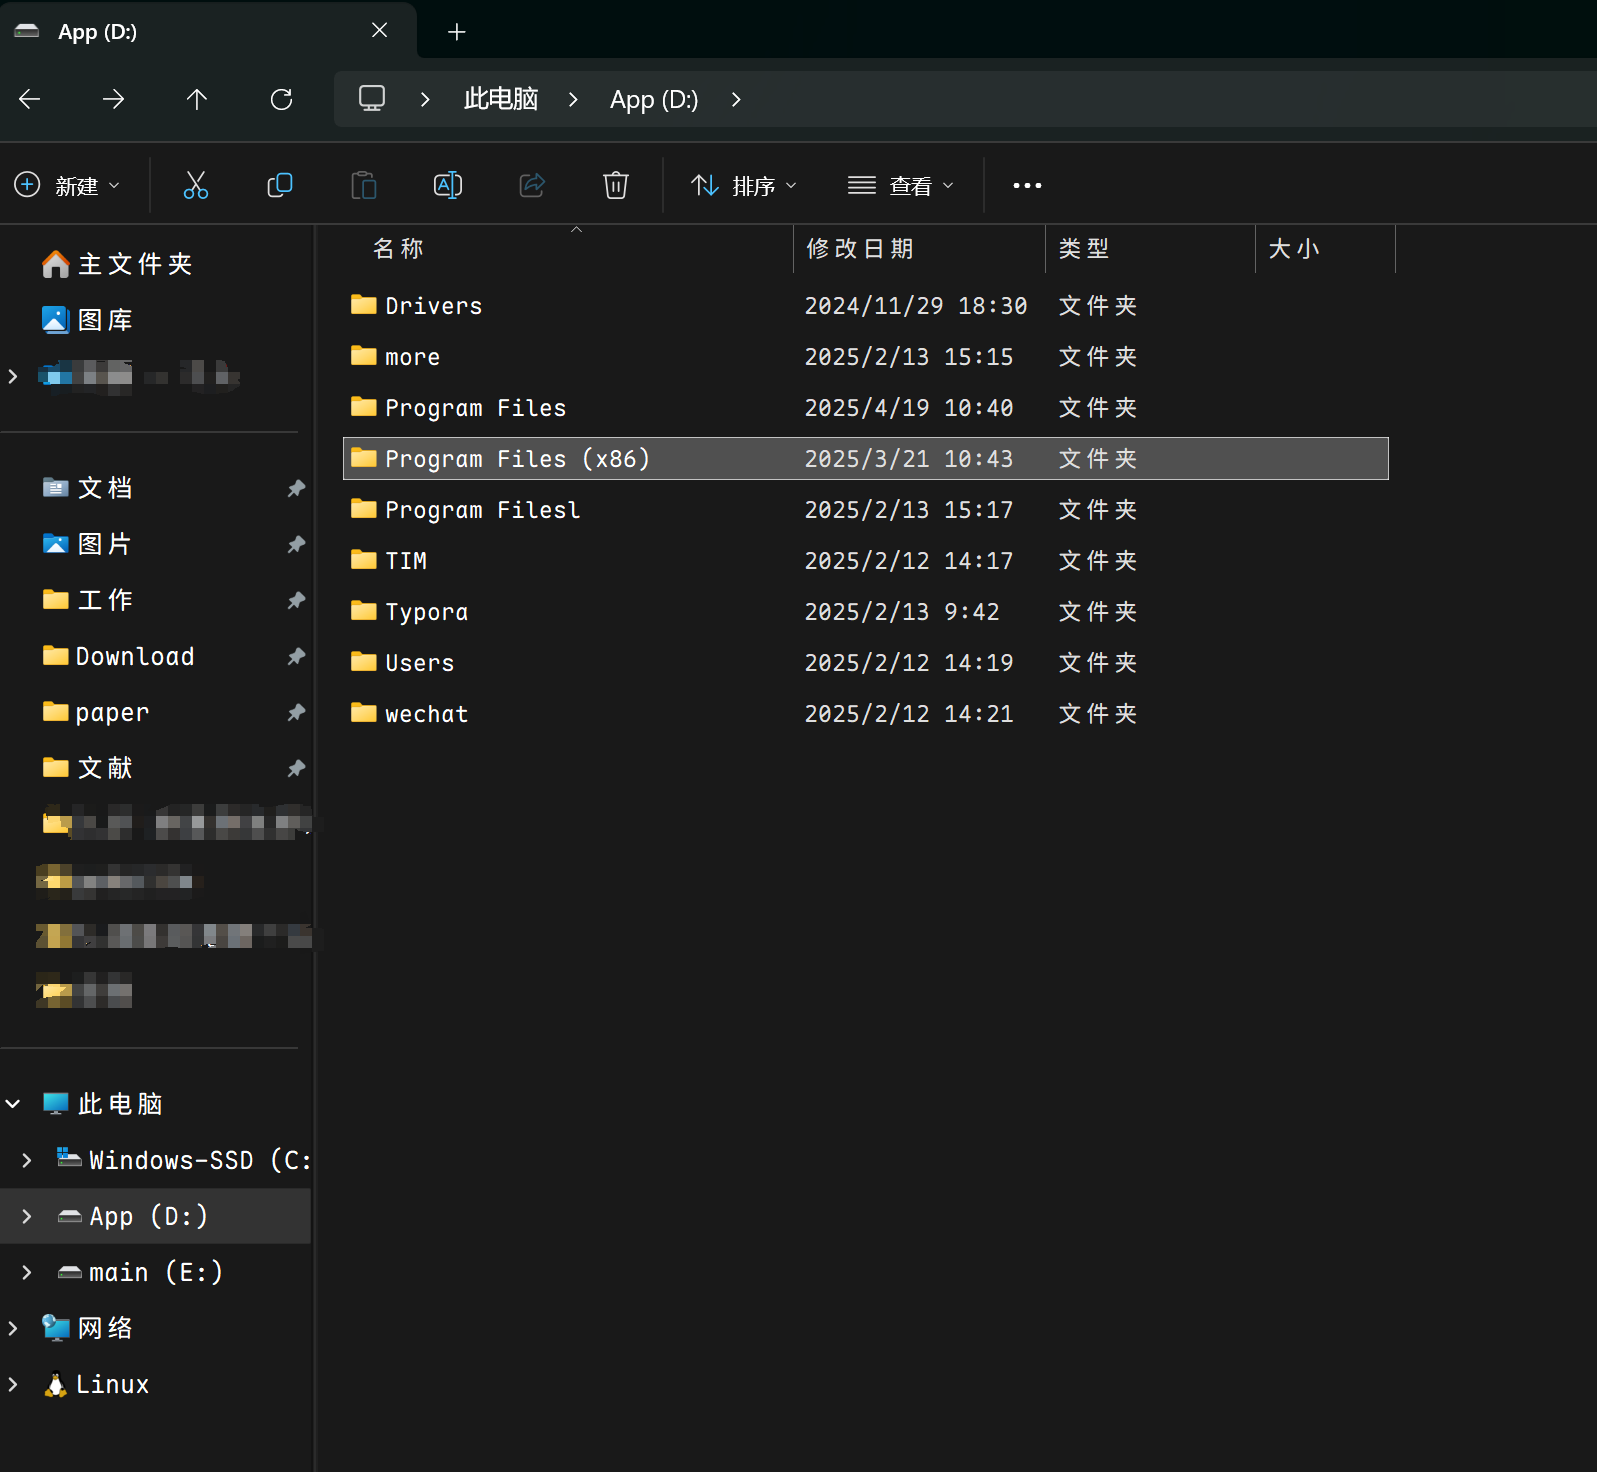 App (D:)
此电脑 App (D:)
新建 排序 查看
名称 修改日期 类型 大小
主文件夹
图库
文档
图片
工作
Download
paper
文献
此电脑
Windows-SSD (C:
App (D:)
main (E:)
网络
Linux
Drivers 2024/11/29 18:30 文件夹
more 2025/2/13 15:15 文件夹
Program Files 2025/4/19 10:40 文件夹
Program Files (x86) 2025/3/21 10:43 文件夹
Program Filesl 2025/2/13 15:17 文件夹
TIM 2025/2/12 14:17 文件夹
Typora 2025/2/13 9:42 文件夹
Users 2025/2/12 14:19 文件夹
wechat 2025/2/12 14:21 文件夹